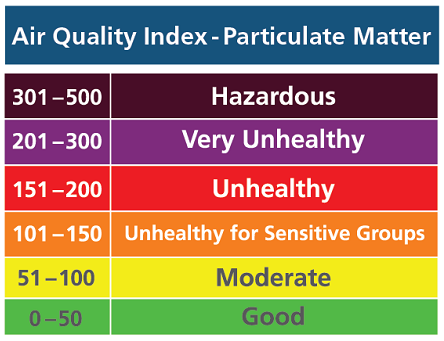 Air Quality Index - Particulate Matter
301–500 Hazardous
201–300 Very Unhealthy
151–200 Unhealthy
101–150 Unhealthy for Sensitive Groups
51–100 Moderate
0–50 Good